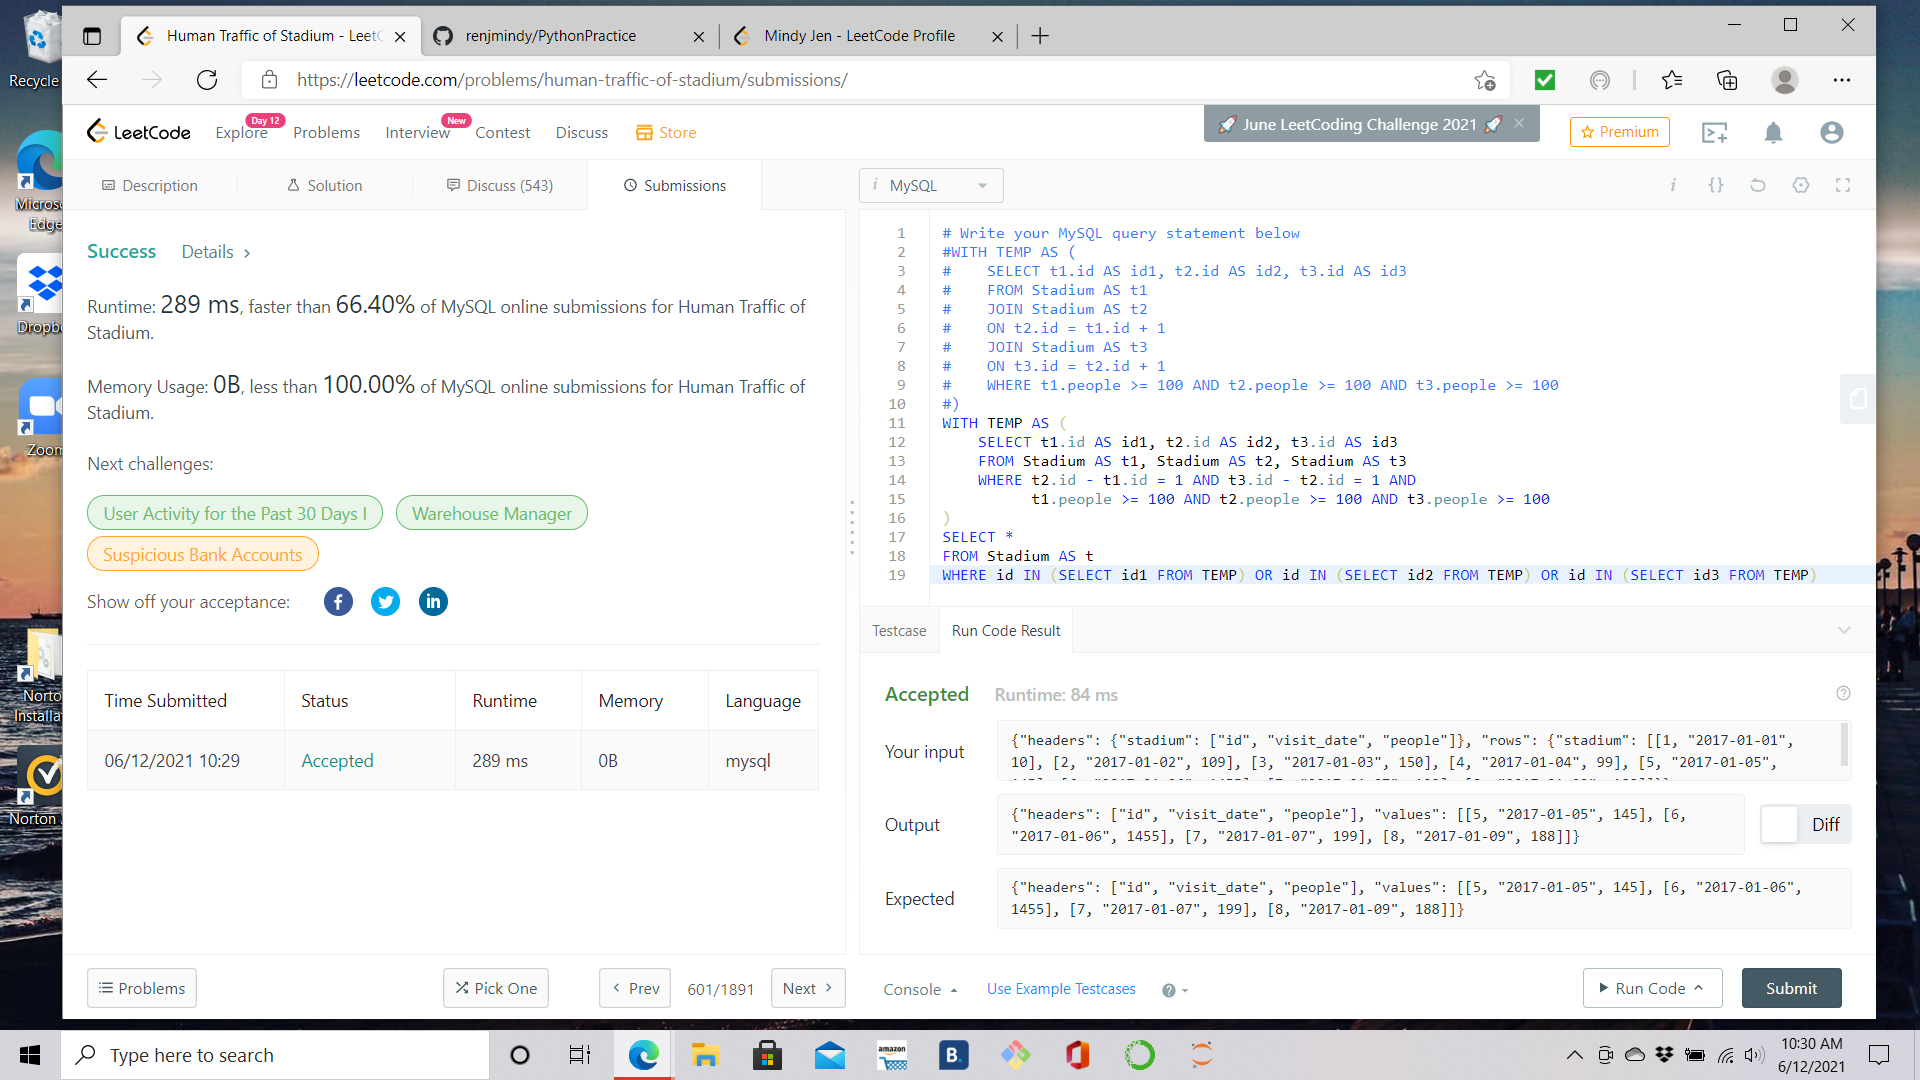 Recycle
Microso
Edge
Dropb
Zoom
Norto
Installa
Norton
Human Traffic of Stadium - LeetC
renjmindy/PythonPractice
Mindy Jen - LeetCode Profile
https://leetcode.com/problems/human-traffic-of-stadium/submissions/
LeetCode
Explore
Day 12
Problems
Interview
New
Contest
Discuss
Store
June LeetCoding Challenge 2021
Premium
Description
Solution
Discuss (543)
Submissions
MySQL
Success
Details
Runtime: 289 ms, faster than 66.40% of MySQL online submissions for Human Traffic of
Stadium.
Memory Usage: 0B, less than 100.00% of MySQL online submissions for Human Traffic of
Stadium.
Next challenges:
User Activity for the Past 30 Days I
Warehouse Manager
Suspicious Bank Accounts
Show off your acceptance:
Time Submitted Status Runtime Memory Language
06/12/2021 10:29 Accepted 289 ms 0B mysql
1 # Write your MySQL query statement below
2 #WITH TEMP AS (
3 #    SELECT t1.id AS id1, t2.id AS id2, t3.id AS id3
4 #    FROM Stadium AS t1
5 #    JOIN Stadium AS t2
6 #    ON t2.id = t1.id + 1
7 #    JOIN Stadium AS t3
8 #    ON t3.id = t2.id + 1
9 #    WHERE t1.people >= 100 AND t2.people >= 100 AND t3.people >= 100
10 #)
11 WITH TEMP AS (
12     SELECT t1.id AS id1, t2.id AS id2, t3.id AS id3
13     FROM Stadium AS t1, Stadium AS t2, Stadium AS t3
14     WHERE t2.id - t1.id = 1 AND t3.id - t2.id = 1 AND
15           t1.people >= 100 AND t2.people >= 100 AND t3.people >= 100
16 )
17 SELECT *
18 FROM Stadium AS t
19 WHERE id IN (SELECT id1 FROM TEMP) OR id IN (SELECT id2 FROM TEMP) OR id IN (SELECT id3 FROM TEMP)
Testcase
Run Code Result
Accepted
Runtime: 84 ms
Your input
{"headers": {"stadium": ["id", "visit_date", "people"]}, "rows": {"stadium": [[1, "2017-01-01",
10], [2, "2017-01-02", 109], [3, "2017-01-03", 150], [4, "2017-01-04", 99], [5, "2017-01-05",
Output
{"headers": ["id", "visit_date", "people"], "values": [[5, "2017-01-05", 145], [6,
"2017-01-06", 1455], [7, "2017-01-07", 199], [8, "2017-01-09", 188]]}
Diff
Expected
{"headers": ["id", "visit_date", "people"], "values": [[5, "2017-01-05", 145], [6, "2017-01-06",
1455], [7, "2017-01-07", 199], [8, "2017-01-09", 188]]}
Problems
Pick One
Prev
601/1891
Next
Console
Use Example Testcases
Run Code
Submit
Type here to search
amazon
B.
10:30 AM
6/12/2021